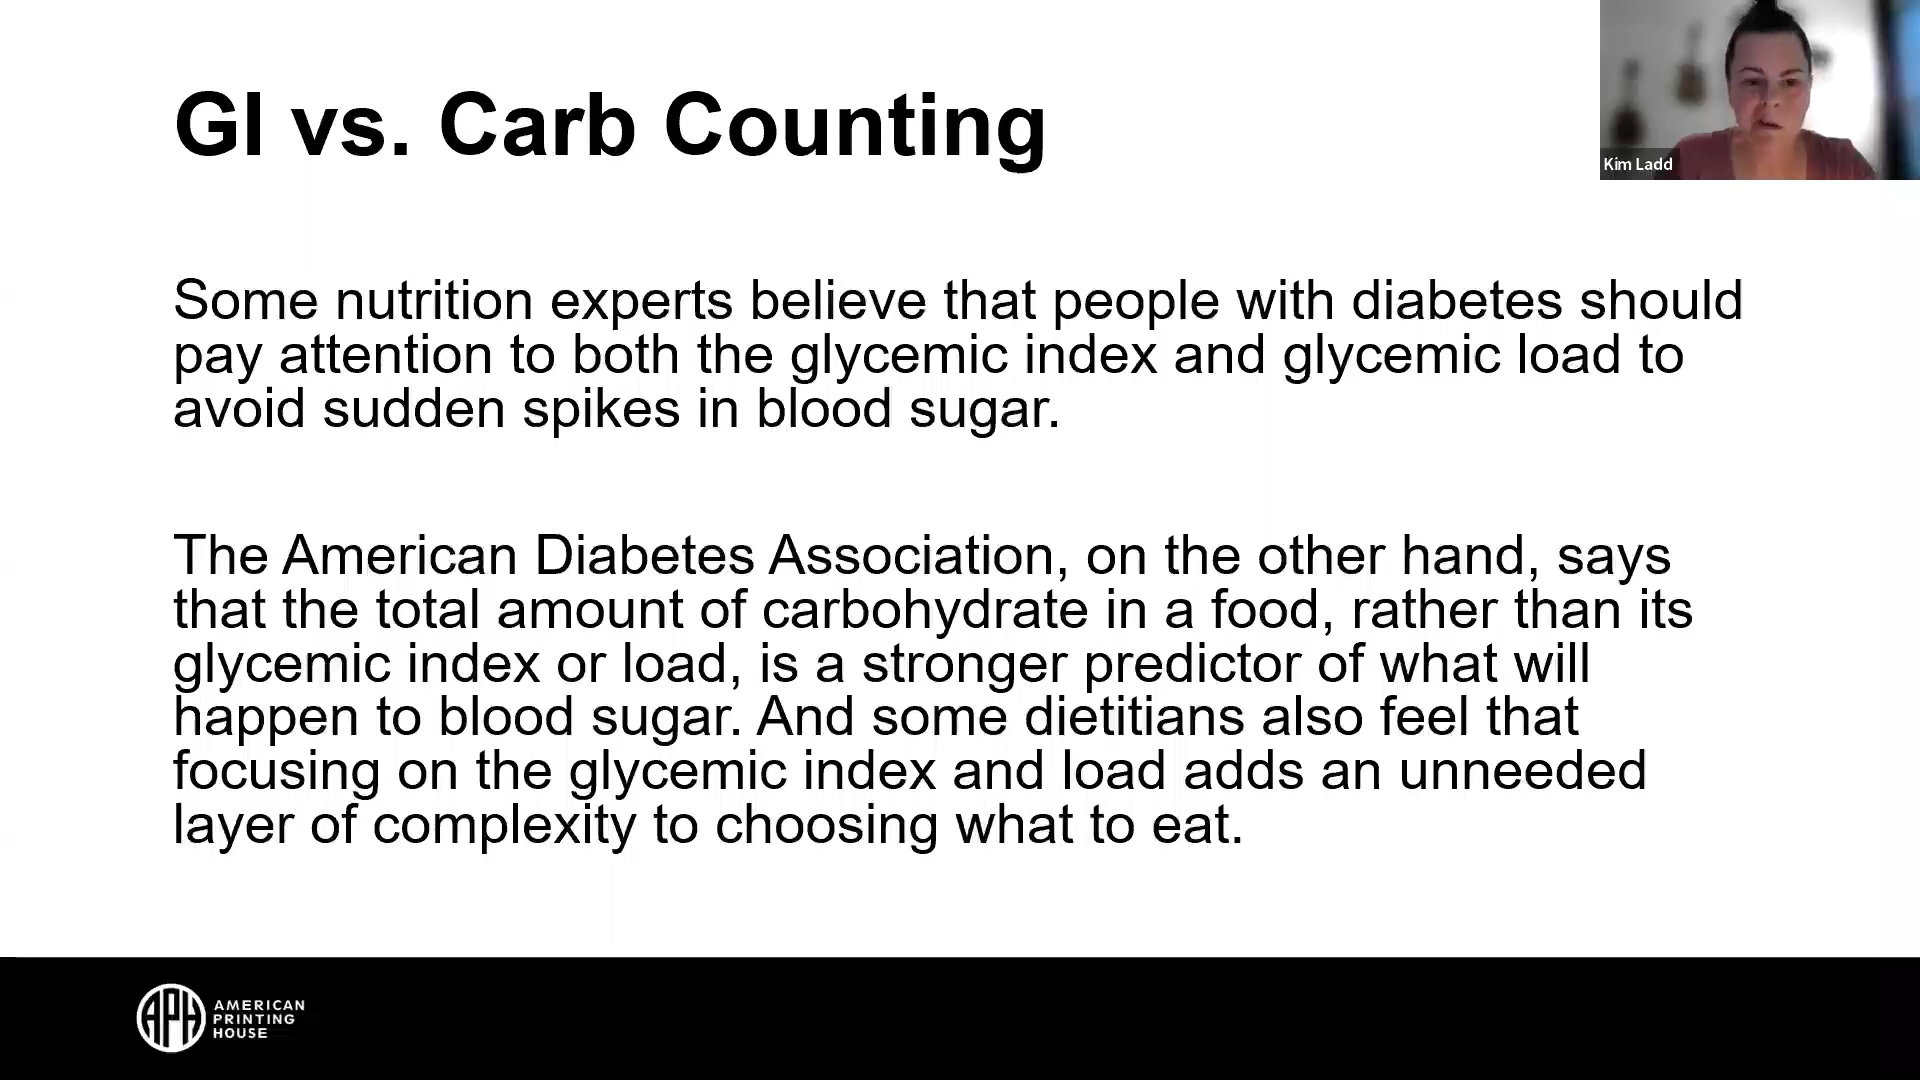 GI vs. Carb Counting
Kim Ladd
Some nutrition experts believe that people with diabetes should
pay attention to both the glycemic index and glycemic load to
avoid sudden spikes in blood sugar.
The American Diabetes Association, on the other hand, says
that the total amount of carbohydrate in a food, rather than its
glycemic index or load, is a stronger predictor of what will
happen to blood sugar. And some dietitians also feel that
focusing on the glycemic index and load adds an unneeded
layer of complexity to choosing what to eat.
APH
AMERICAN
PRINTING
HOUSE